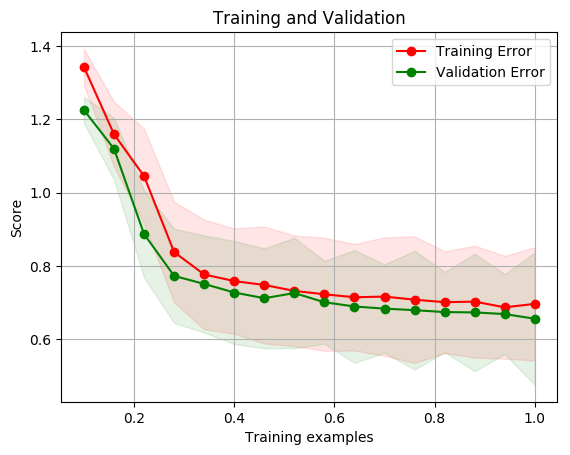 Training and Validation
Training Error
Validation Error
Score
1.4
1.2
1.0
0.8
0.6
0.2
0.4
0.6
0.8
1.0
Training examples